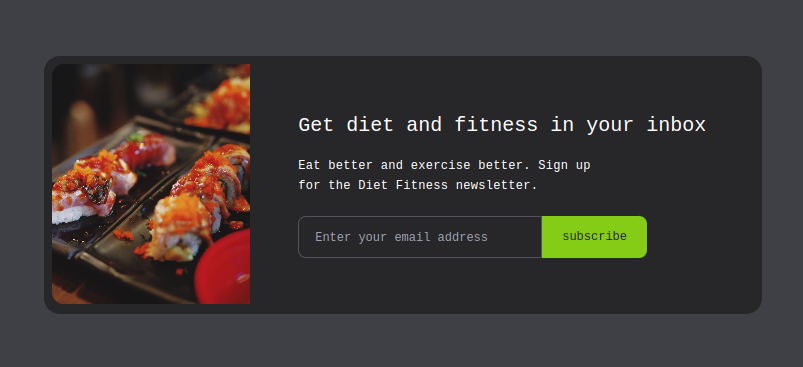 Get diet and fitness in your inbox
Eat better and exercise better. Sign up
for the Diet Fitness newsletter.
Enter your email address
subscribe